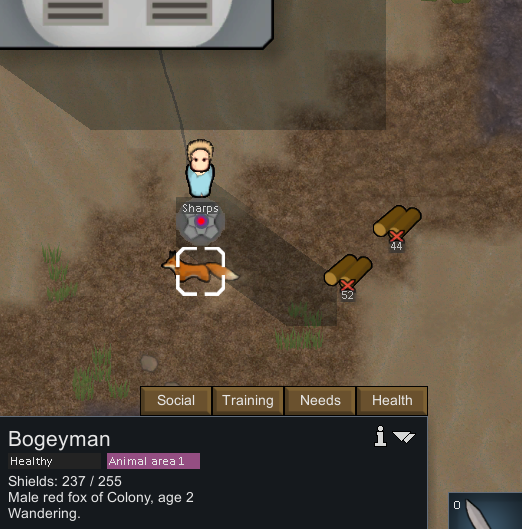 Sharps
44
52
Social Training Needs Health
Bogeyman
Healthy Animal area 1
Shields: 237 / 255
Male red fox of Colony, age 2
Wandering.
0